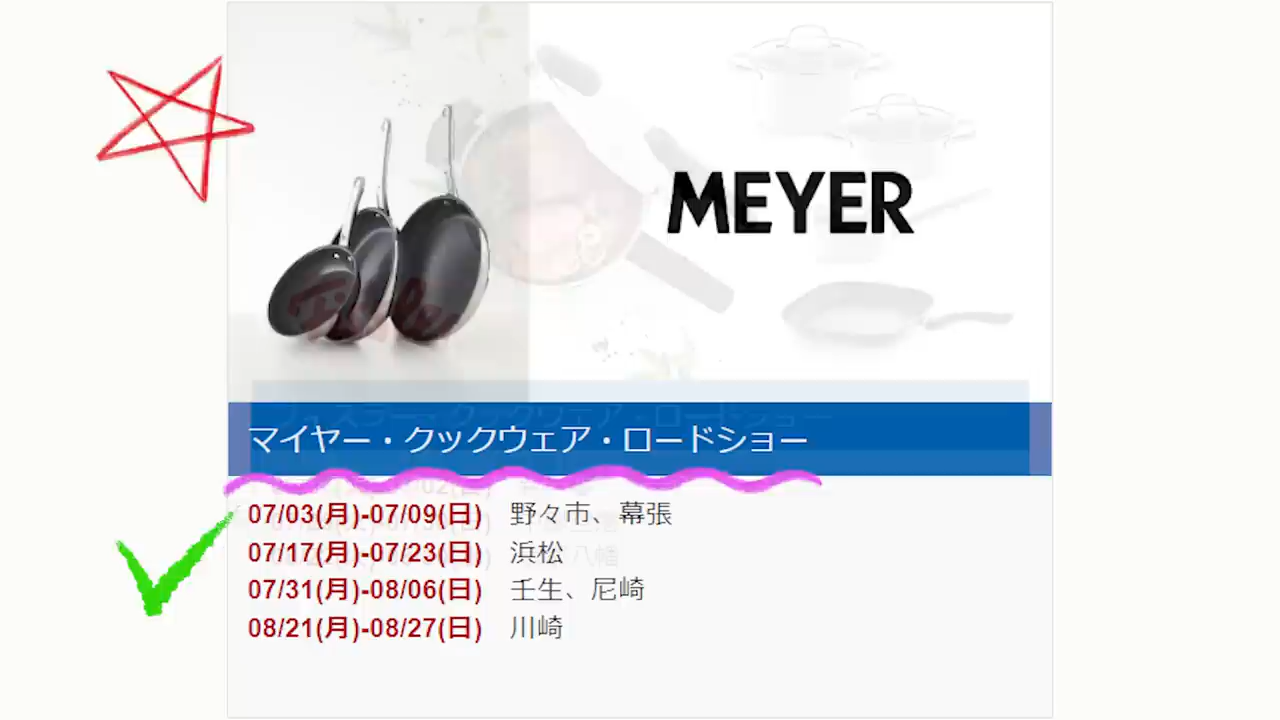 MEYER
マイヤー・クックウェア・ロードショー
07/03(月)-07/09(日) 野々市、幕張
07/17(月)-07/23(日) 浜松
07/31(月)-08/06(日) 壬生、尼崎
08/21(月)-08/27(日) 川崎